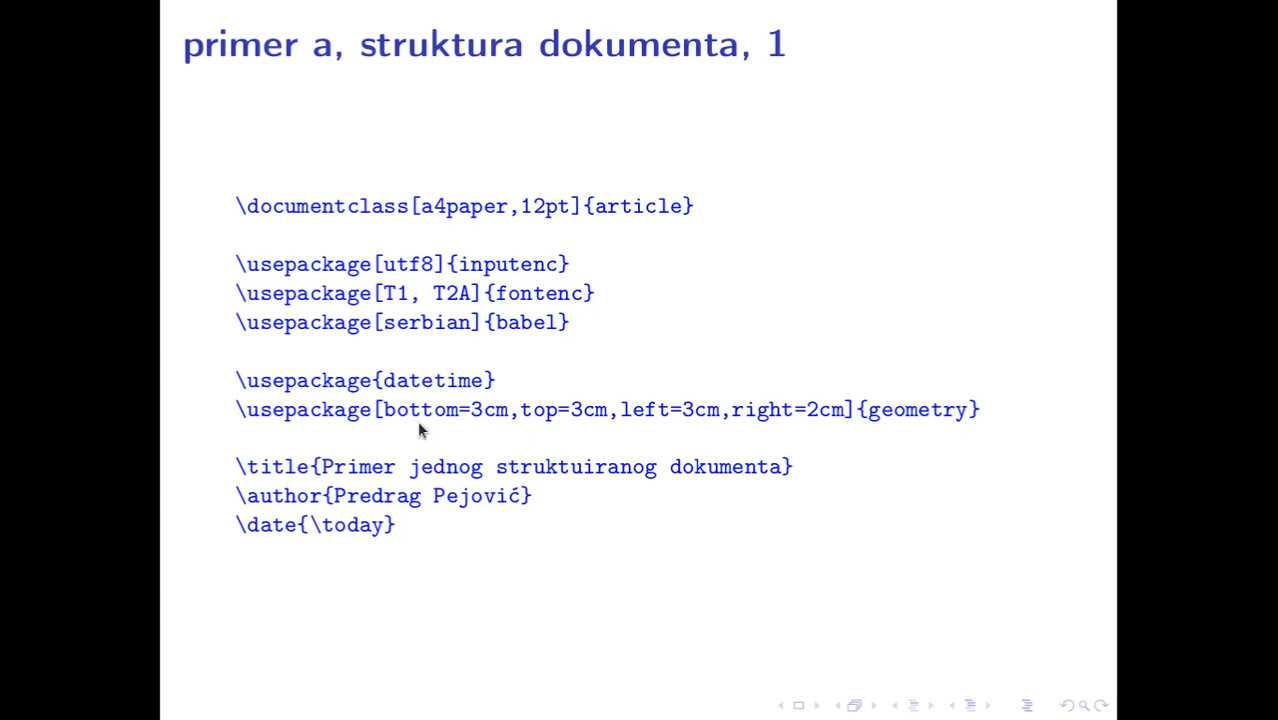 primer a, struktura dokumenta, 1
\documentclass[a4paper,12pt]{article}
\usepackage[utf8]{inputenc}
\usepackage[T1, T2A]{fontenc}
\usepackage[serbian]{babel}
\usepackage{datetime}
\usepackage[bottom=3cm,top=3cm,left=3cm,right=2cm]{geometry}
\title{Primer jednog struktuiranog dokumenta}
\author{Predrag Pejović}
\date{\today}